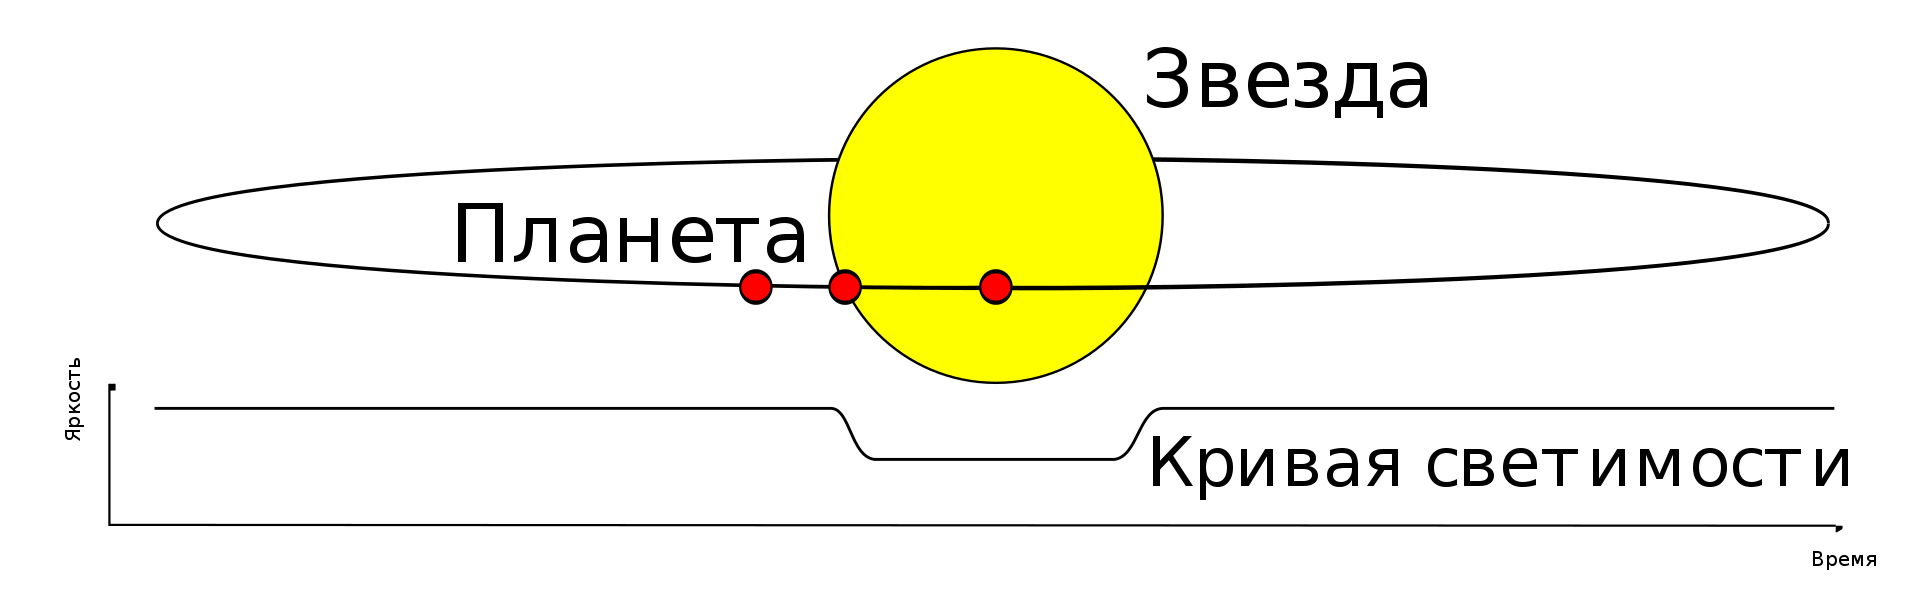 Звезда
Планета
Яркость
Кривая светимости
Время